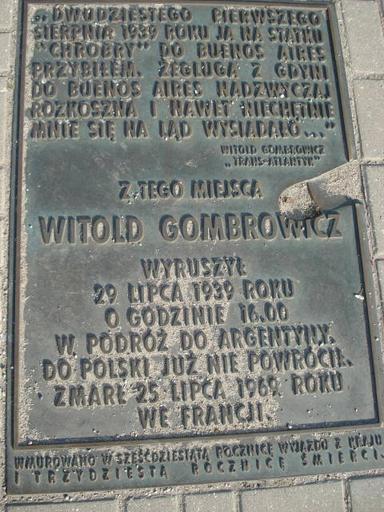 „DWUDZIESTEGO PIERWSZEGO
SIERPNIA 1939 ROKU JA NA STATKU
"CHROBRY" DO BUENOS AIRES
PRZYBIŁEM. ŻEGLUGA Z GDYNI
DO BUENOS AIRES NADZWYCZAJ
ROZKOSZNA I NAWET NIECHĘTNIE
MNIE SIĘ NA LĄD WYSIADAŁO..."
WITOLD GOMBROWICZ
„TRANS-ATLANTYK"
Z TEGO MIEJSCA
WITOLD GOMBROWICZ
WYRUSZYŁ
29 LIPCA 1939 ROKU
O GODZINIE 16.00
W PODRÓŻ DO ARGENTYNY.
DO POLSKI JUŻ NIE POWRÓCIŁ.
ZMARŁ 25 LIPCA 1969 ROKU
WE FRANCJI
WMUROWANO W SZEŚĆDZIESIĄTĄ ROCZNICĘ WYJAZDU Z KRAJU
I TRZYDZIESTĄ ROCZNICĘ ŚMIERCI